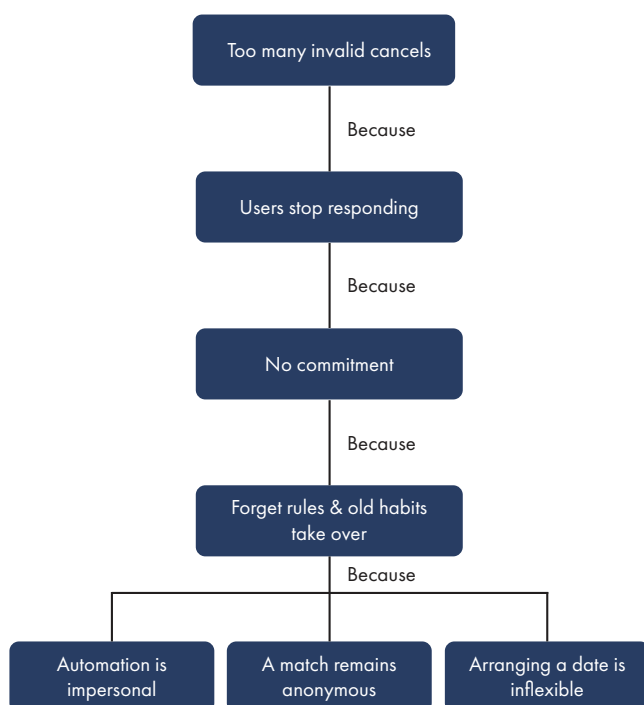 Too many invalid cancels
Because
Users stop responding
Because
No commitment
Because
Forget rules & old habits
take over
Because
Automation is
impersonal
A match remains
anonymous
Arranging a date is
inflexible